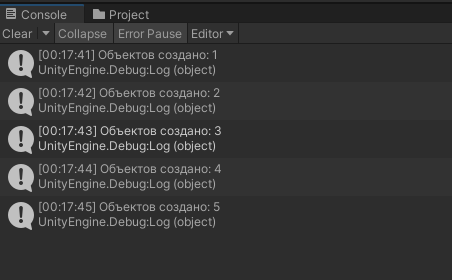 Console Project
Clear Collapse Error Pause Editor
[00:17:41] Объектов создано: 1
UnityEngine.Debug:Log (object)
[00:17:42] Объектов создано: 2
UnityEngine.Debug:Log (object)
[00:17:43] Объектов создано: 3
UnityEngine.Debug:Log (object)
[00:17:44] Объектов создано: 4
UnityEngine.Debug:Log (object)
[00:17:45] Объектов создано: 5
UnityEngine.Debug:Log (object)